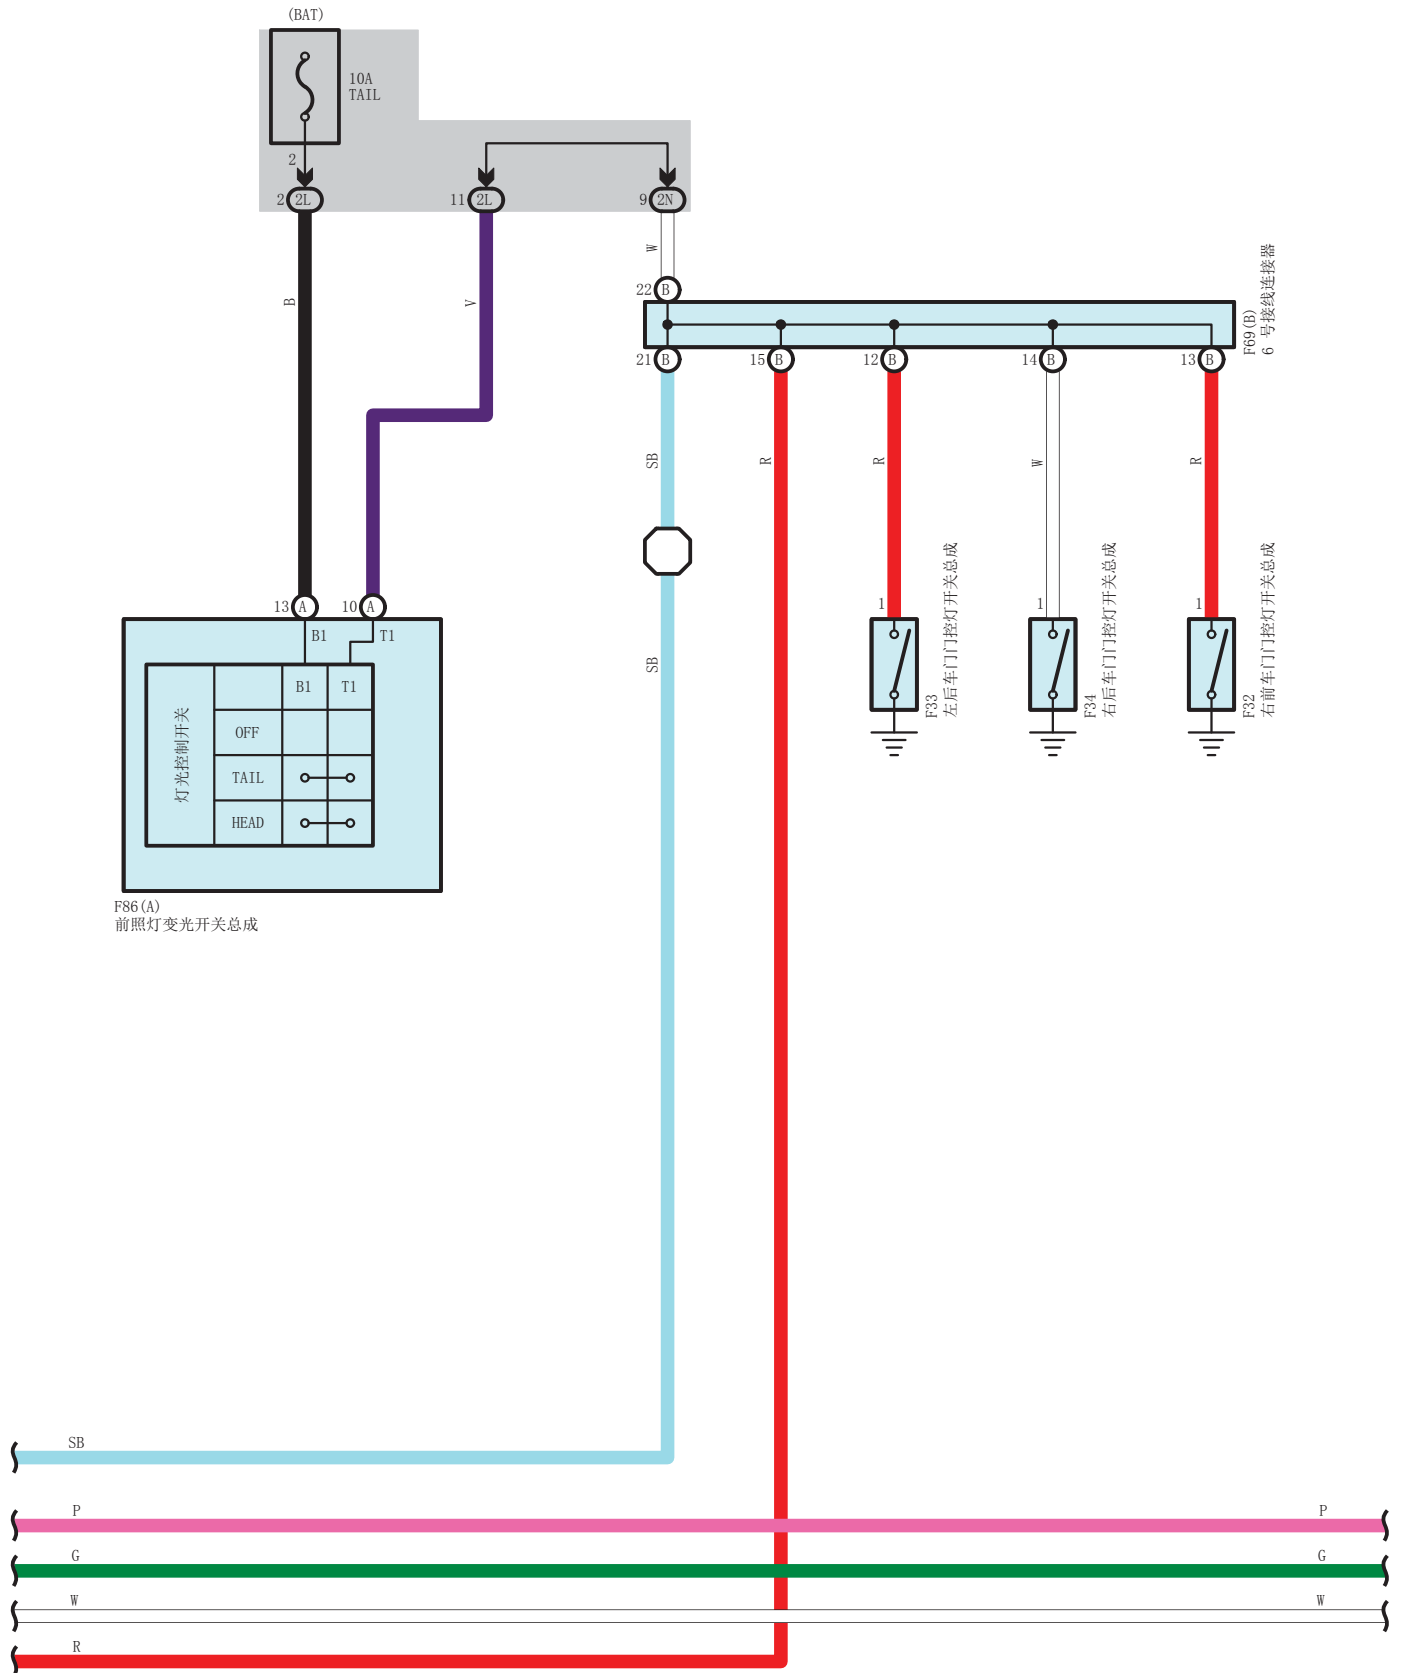 (BAT)
10A
TAIL
2
2 2L
11 2L
9 2N
B
V
W
22 B
F69(B)
6 号接线连接器
21 B
15 B
12 B
14 B
13 B
SB
R
R
W
R
SB
1
F33
左后车门门控灯开关总成
1
F34
右后车门门控灯开关总成
1
F32
右前车门门控灯开关总成
13 A
10 A
B1
T1
灯光控制开关
B1 T1
OFF
TAIL
HEAD
F86(A)
前照灯变光开关总成
SB
P P
G G
W W
R